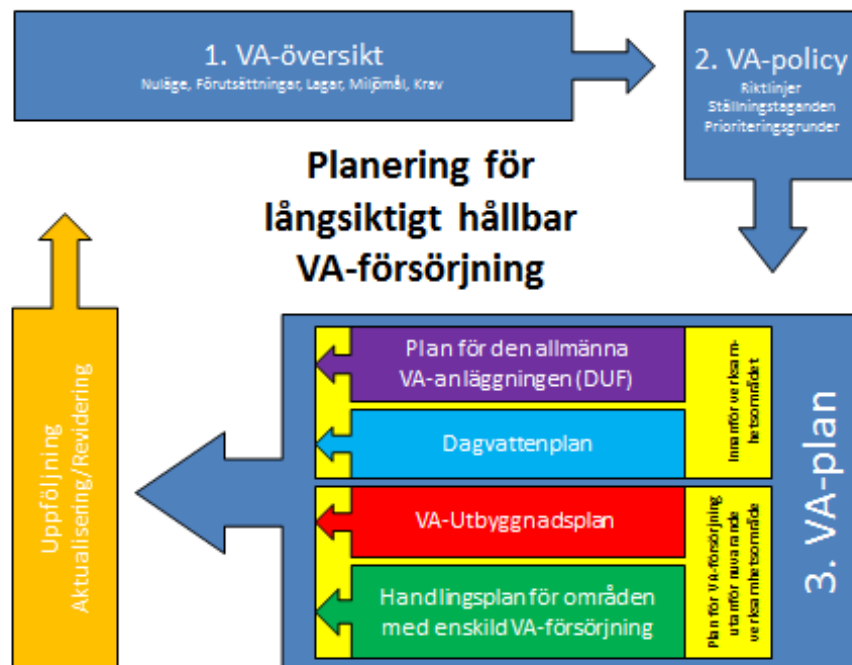 1. VA-översikt
Nuläge, Förutsättningar, Lagar, Miljömål, Krav
2. VA-policy
Riktlinjer
Ställningstaganden
Prioriteringsgrunder
Planering för
långsiktigt hållbar
VA-försörjning
Uppföljning
Aktualisering/Revidering
Plan för den allmänna
VA-anläggningen (DUF)
Dagvattenplan
Innanför verksam-
hetsområdet
VA-Utbyggnadsplan
Handlingsplan för områden
med enskild VA-försörjning
Plan för VA-försörjning
utanför nuvarande
verksamhetsområde
3. VA-plan